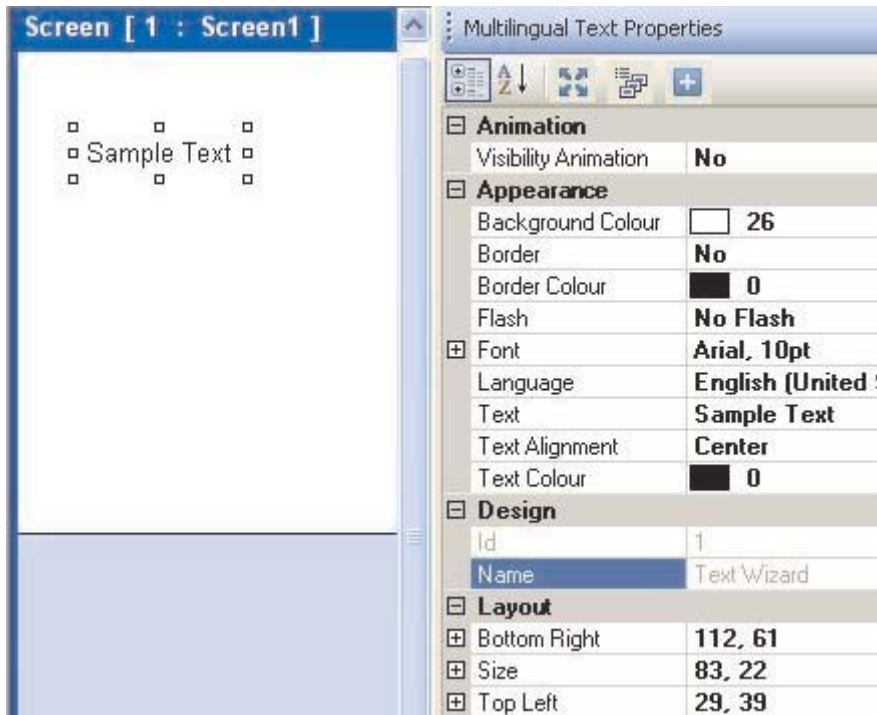 Screen [ 1 : Screen1 ]
Sample Text
Multilingual Text Properties
Animation
Visibility Animation No
Appearance
Background Colour 26
Border No
Border Colour 0
Flash No Flash
Font Arial, 10pt
Language English (United
Text Sample Text
Text Alignment Center
Text Colour 0
Design
Id 1
Name Text Wizard
Layout
Bottom Right 112, 61
Size 83, 22
Top Left 29, 39